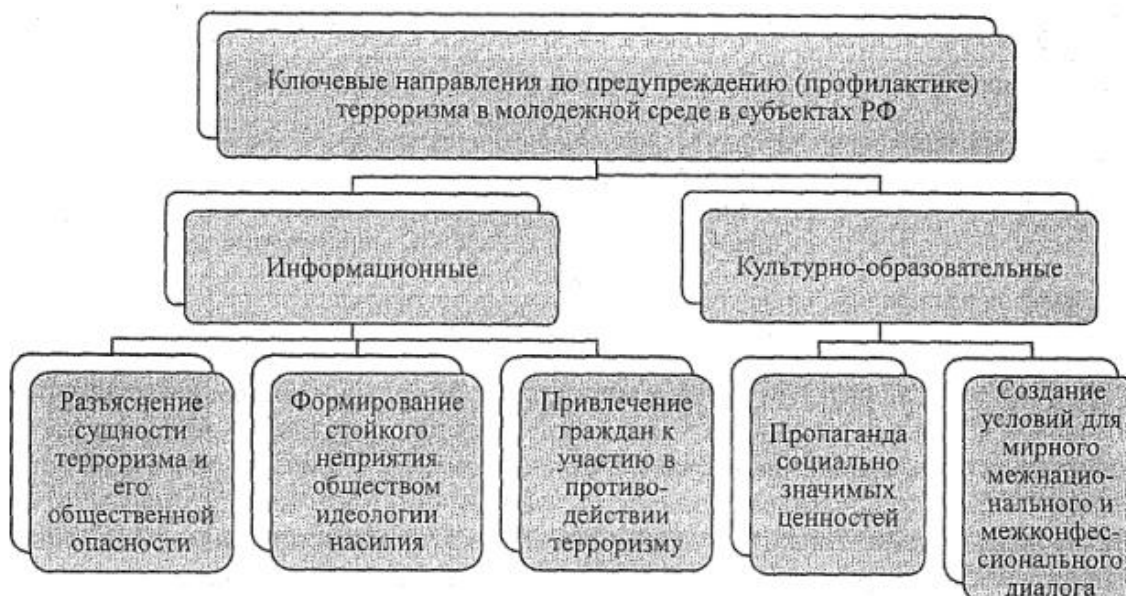 Ключевые направления по предупреждению (профилактике)
терроризма в молодежной среде в субъектах РФ
Информационные
Культурно-образовательные
Разъяснение
сущности
терроризма и
его
общественной
опасности
Формирование
стойкого
неприятия
обществом
идеологии
насилия
Привлечение
граждан к
участию в
противо-
действии
терроризму
Пропаганда
социально
значимых
ценностей
Создание
условий для
мирного
межнацио-
нального и
межконфес-
сионального
диалога